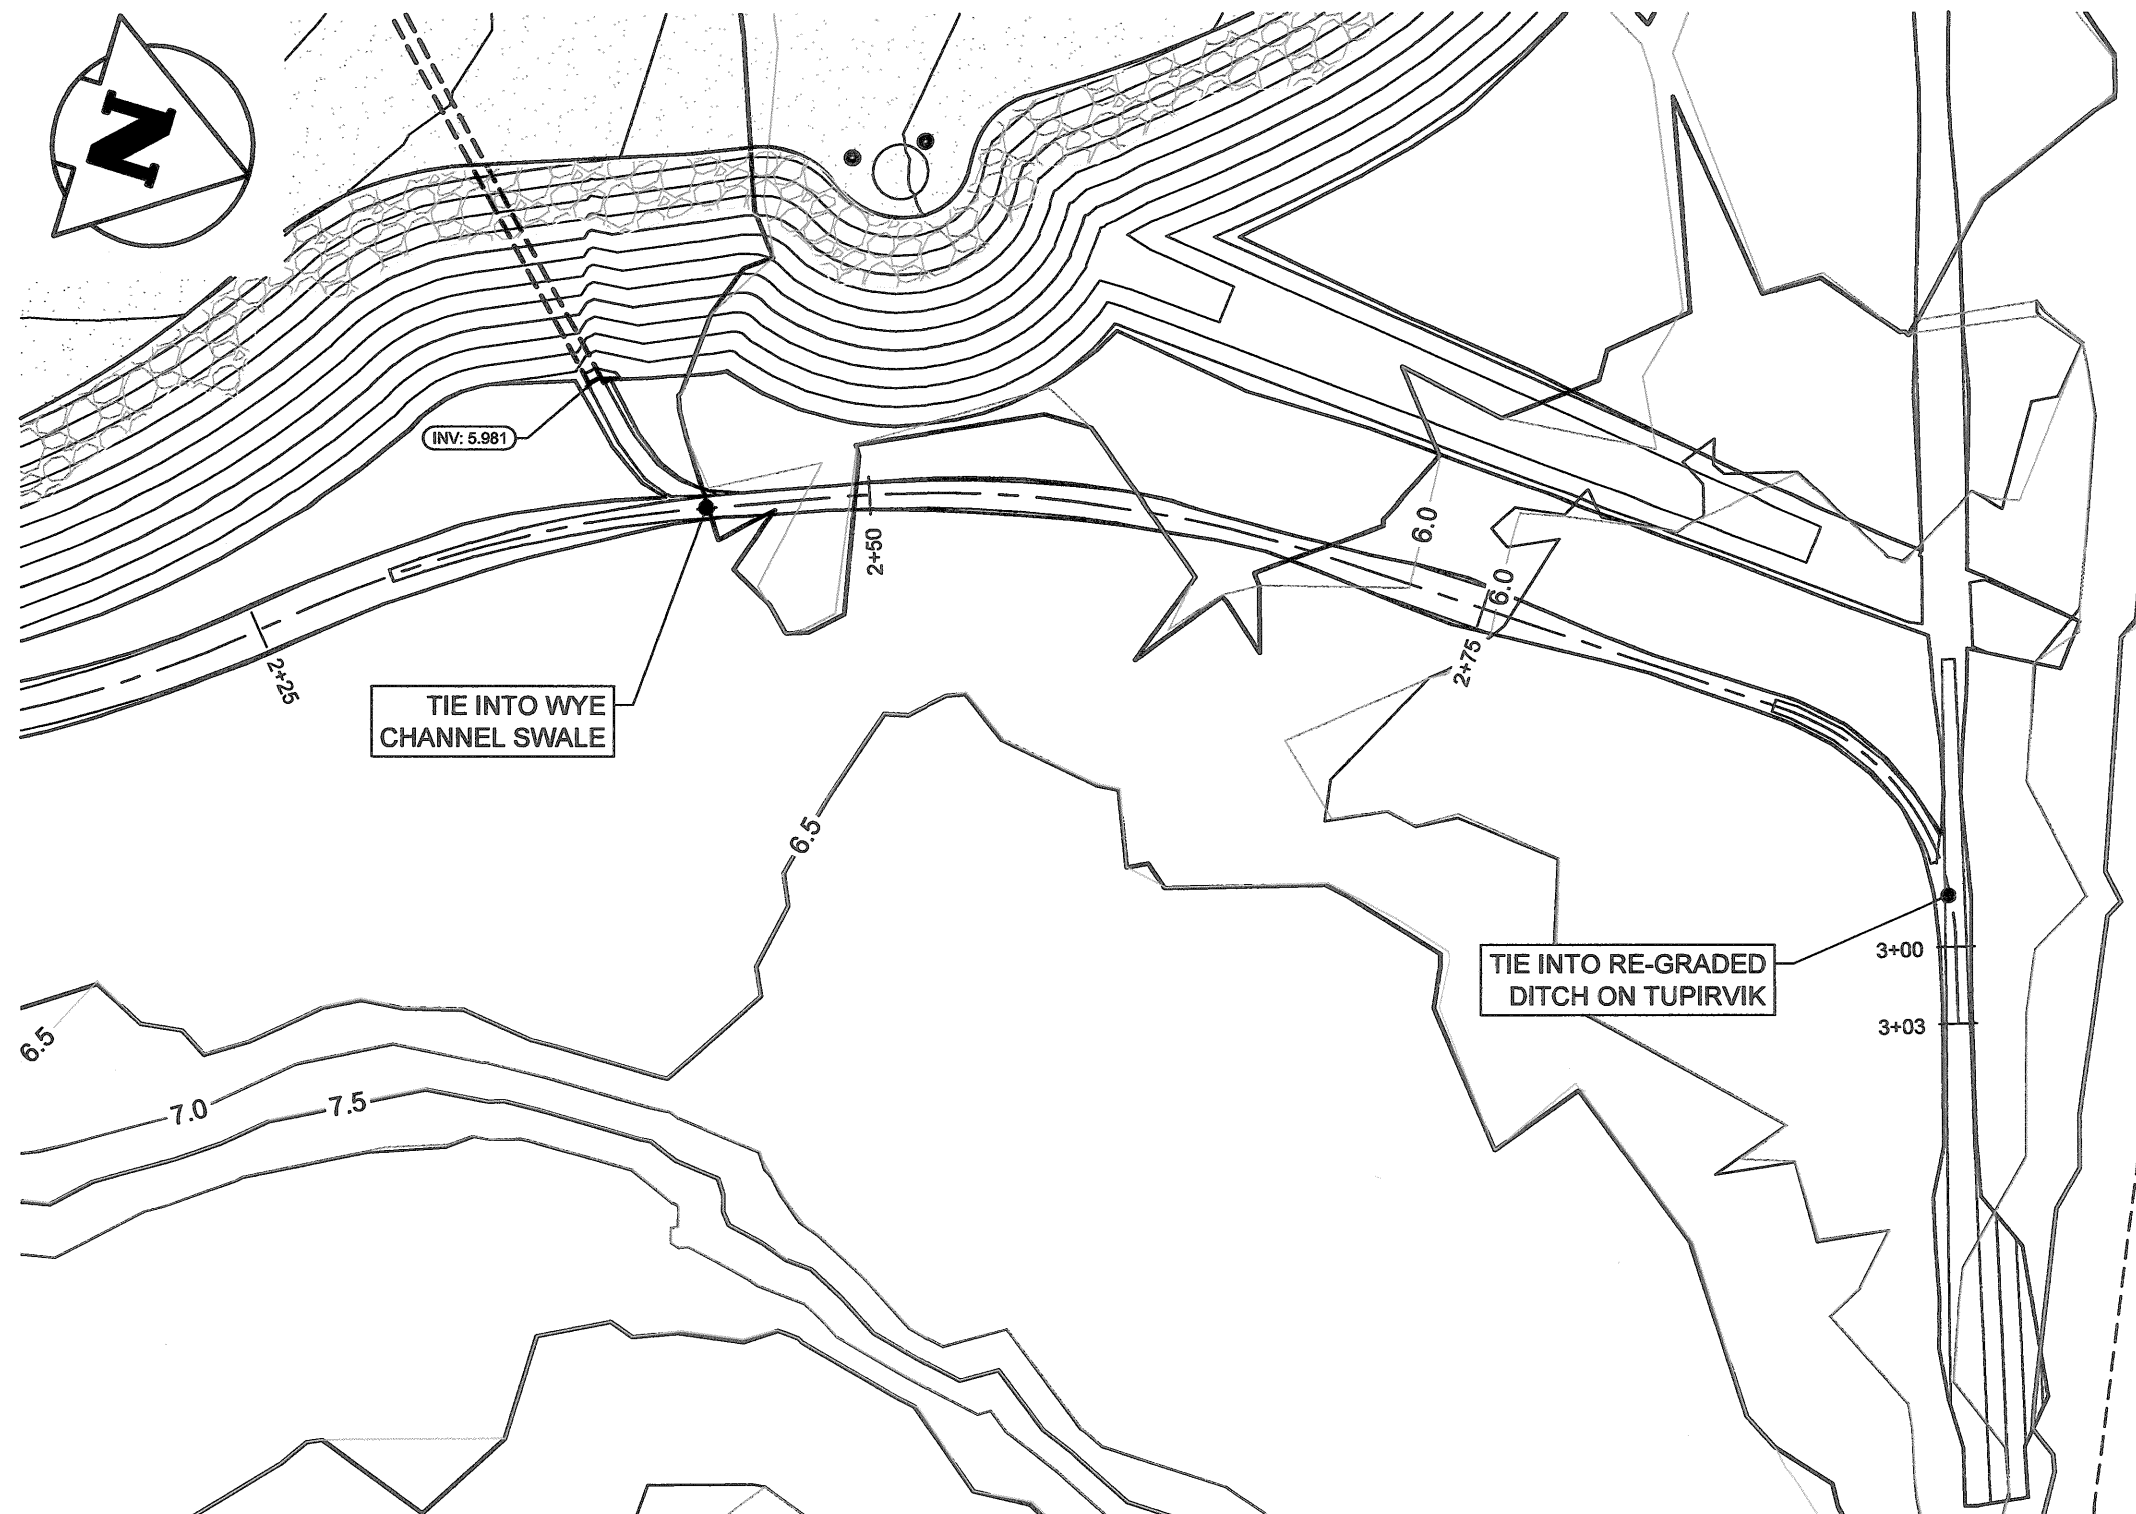 N
INV: 5.981
2+50
6.0
6.0
2+75
2+25
TIE INTO WYE
CHANNEL SWALE
6.5
TIE INTO RE-GRADED
DITCH ON TUPIRVIK
3+00
3+03
6.5
7.0
7.5